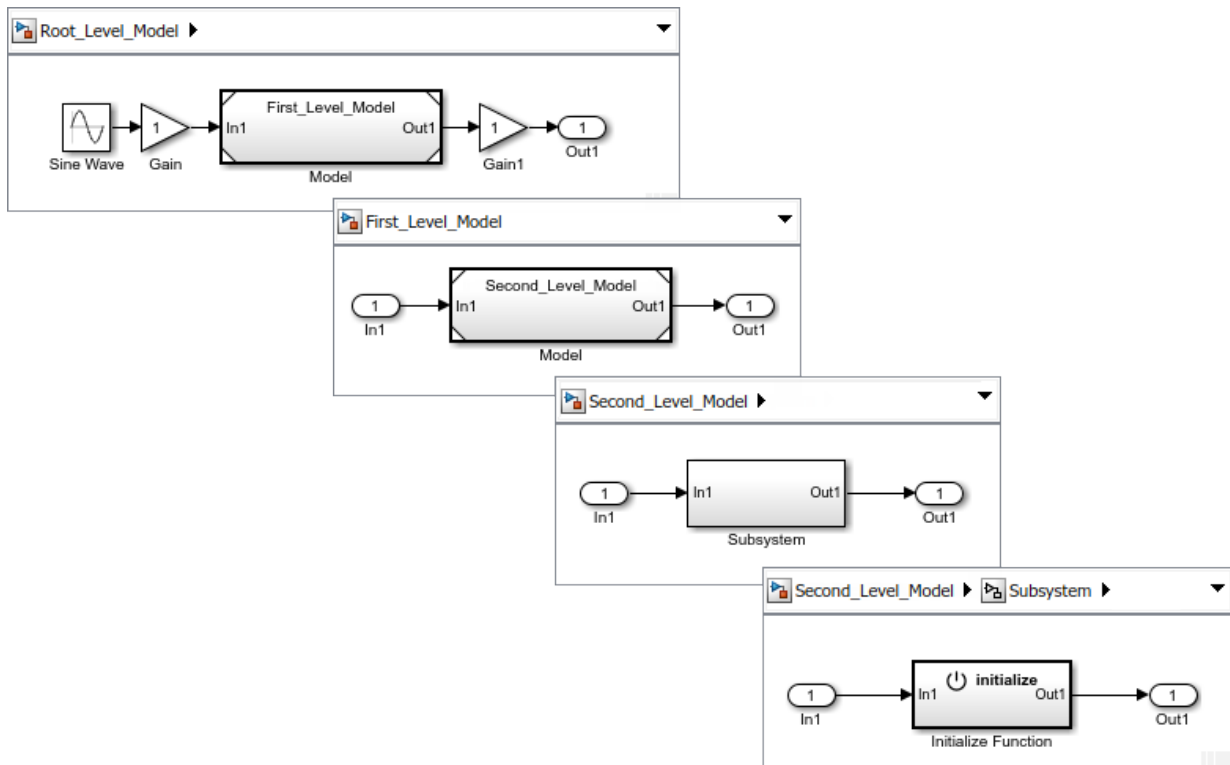 Root_Level_Model
First_Level_Model
1
In1
Out1
1
1
Sine Wave
Gain
Model
Gain1
Out1
First_Level_Model
Second_Level_Model
1
In1
Out1
1
In1
Model
Out1
Second_Level_Model
1
In1
Out1
1
In1
Subsystem
Out1
Second_Level_Model Subsystem
initialize
1
In1
Out1
1
In1
Initialize Function
Out1